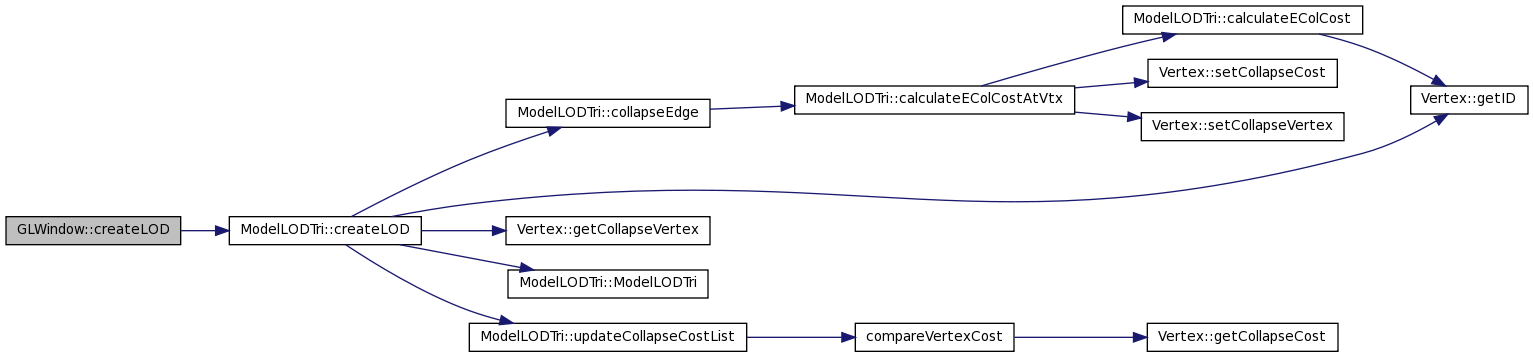 GLWindow::createLOD
ModelLODTri::createLOD
ModelLODTri::collapseEdge
ModelLODTri::calculateEColCostAtVtx
ModelLODTri::calculateEColCost
Vertex::getID
Vertex::setCollapseCost
Vertex::setCollapseVertex
Vertex::getCollapseVertex
ModelLODTri::ModelLODTri
ModelLODTri::updateCollapseCostList
compareVertexCost
Vertex::getCollapseCost